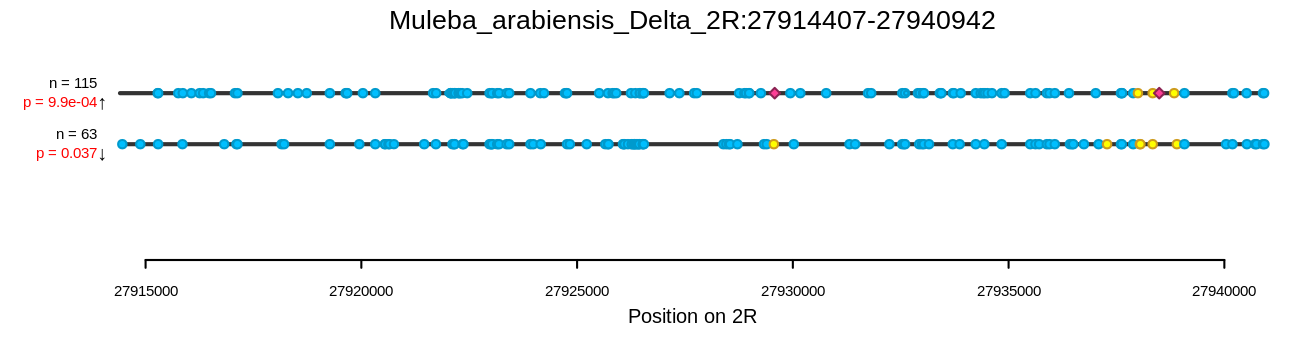 Muleba_arabiensis_Delta_2R:27914407-27940942
n = 115
p = 9.9e-04↑
n = 63
p = 0.037↓
27915000 27920000 27925000 27930000 27935000 27940000
Position on 2R